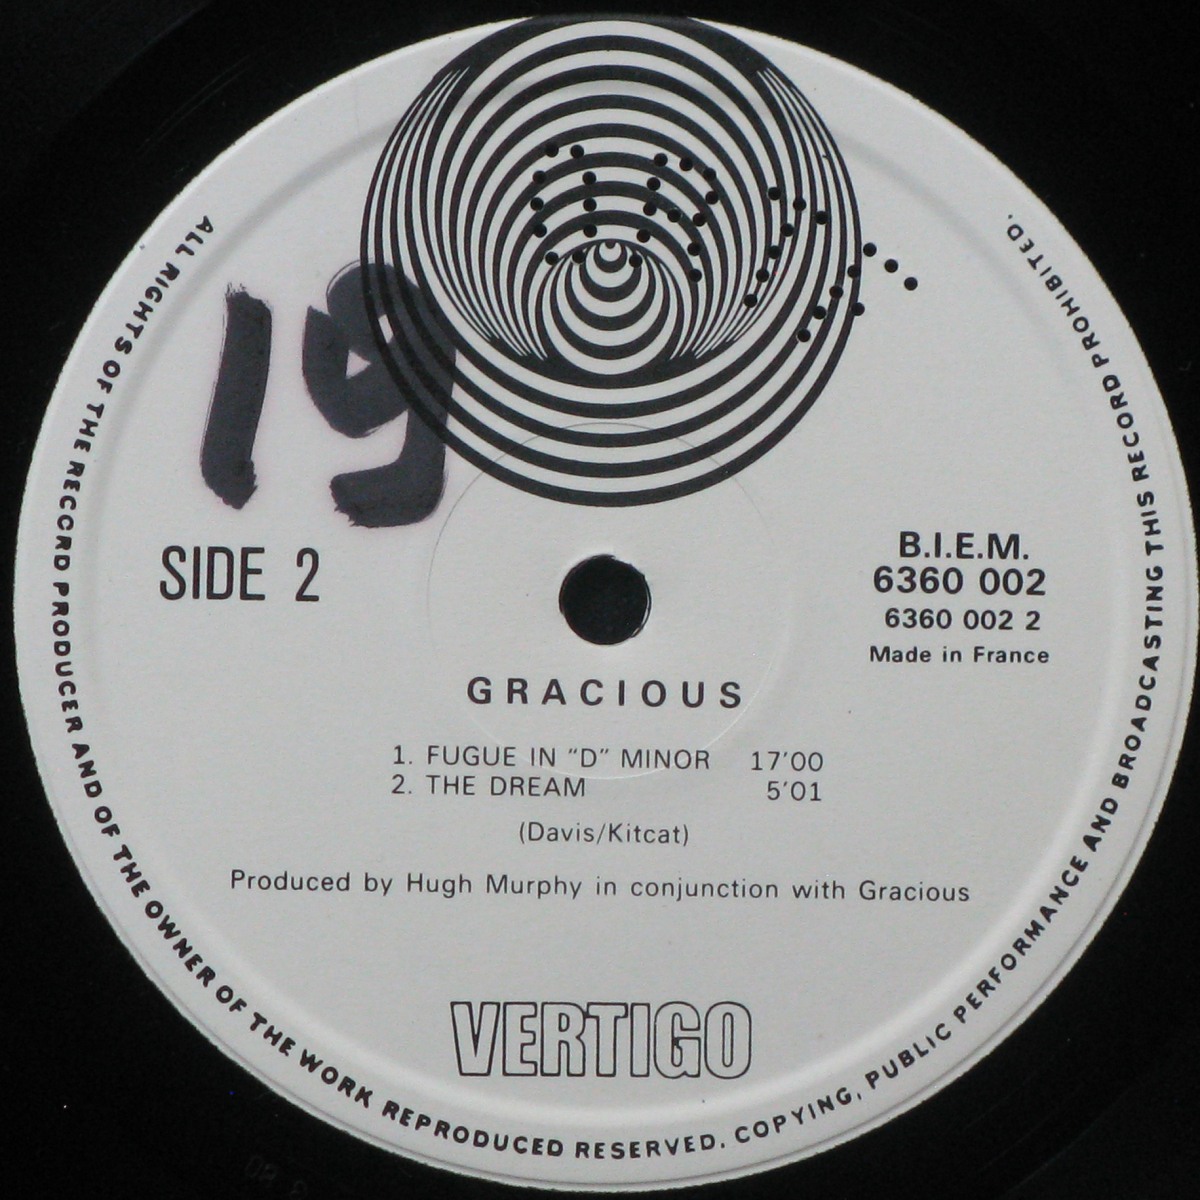 ALL RIGHTS OF THE RECORD PRODUCER AND OF THE OWNER OF THE WORK REPRODUCED RESERVED. COPYING, PUBLIC PERFORMANCE AND BROADCASTING THIS RECORD PROHIBITED.
19
SIDE 2
B.I.E.M.
6360 002
6360 002 2
Made in France
GRACIOUS
1. FUGUE IN “D” MINOR 17'00
2. THE DREAM 5'01
(Davis/Kitcat)
Produced by Hugh Murphy in conjunction with Gracious
VERTIGO